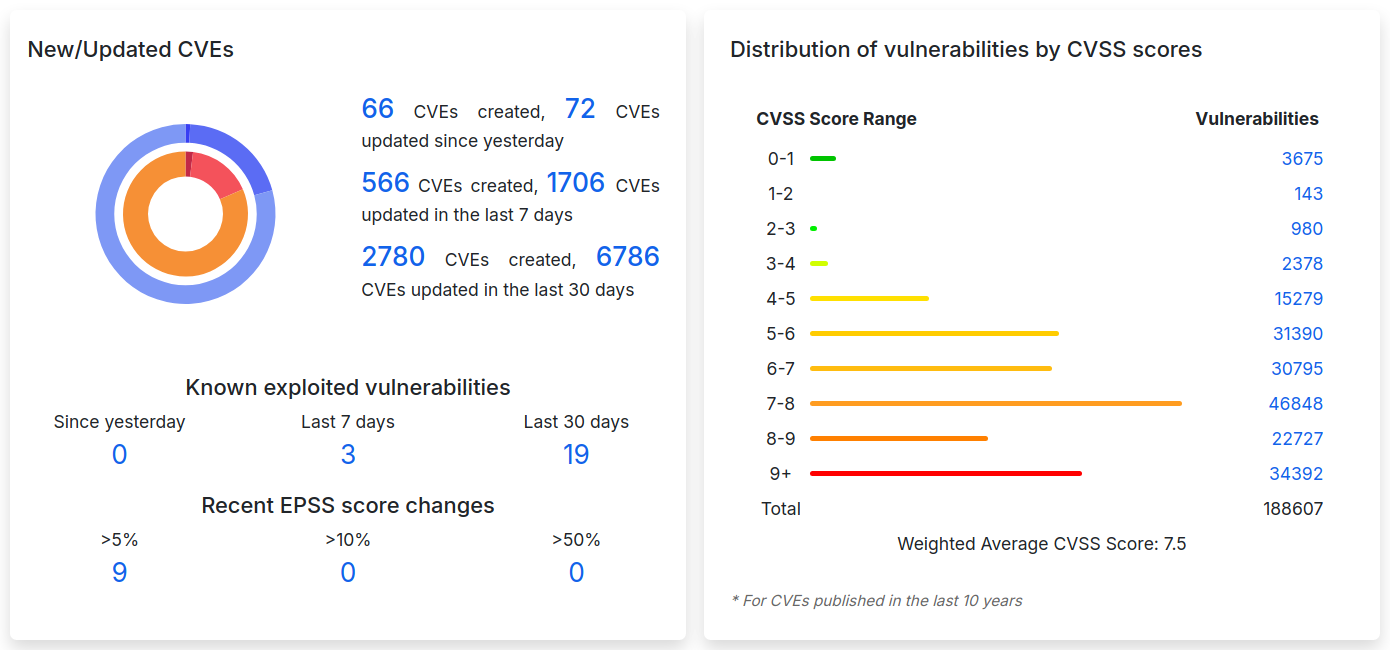 New/Updated CVEs
66 CVEs created, 72 CVEs
updated since yesterday
566 CVEs created, 1706 CVEs
updated in the last 7 days
2780 CVEs created, 6786
CVEs updated in the last 30 days
Known exploited vulnerabilities
Since yesterday Last 7 days Last 30 days
0 3 19
Recent EPSS score changes
>5% >10% >50%
9 0 0
Distribution of vulnerabilities by CVSS scores
CVSS Score Range Vulnerabilities
0-1 3675
1-2 143
2-3 980
3-4 2378
4-5 15279
5-6 31390
6-7 30795
7-8 46848
8-9 22727
9+ 34392
Total 188607
Weighted Average CVSS Score: 7.5
* For CVEs published in the last 10 years